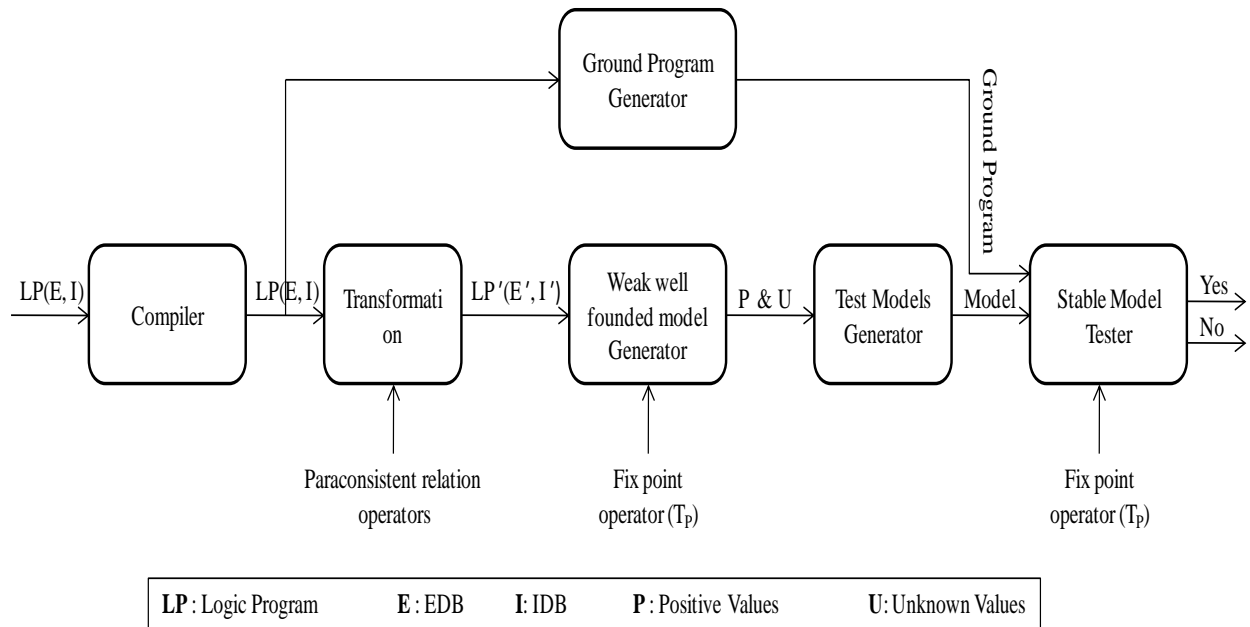 Ground Program
Generator
Ground Program
LP(E, I)
Compiler
LP(E, I)
Transformati
on
LP'(E', I')
Weak well
founded model
Generator
P & U
Test Models
Generator
Model
Stable Model
Tester
Yes
No
Paraconsistent relation
operators
Fix point
operator (TP)
Fix point
operator (TP)
LP : Logic Program E : EDB I: IDB P : Positive Values U: Unknown Values